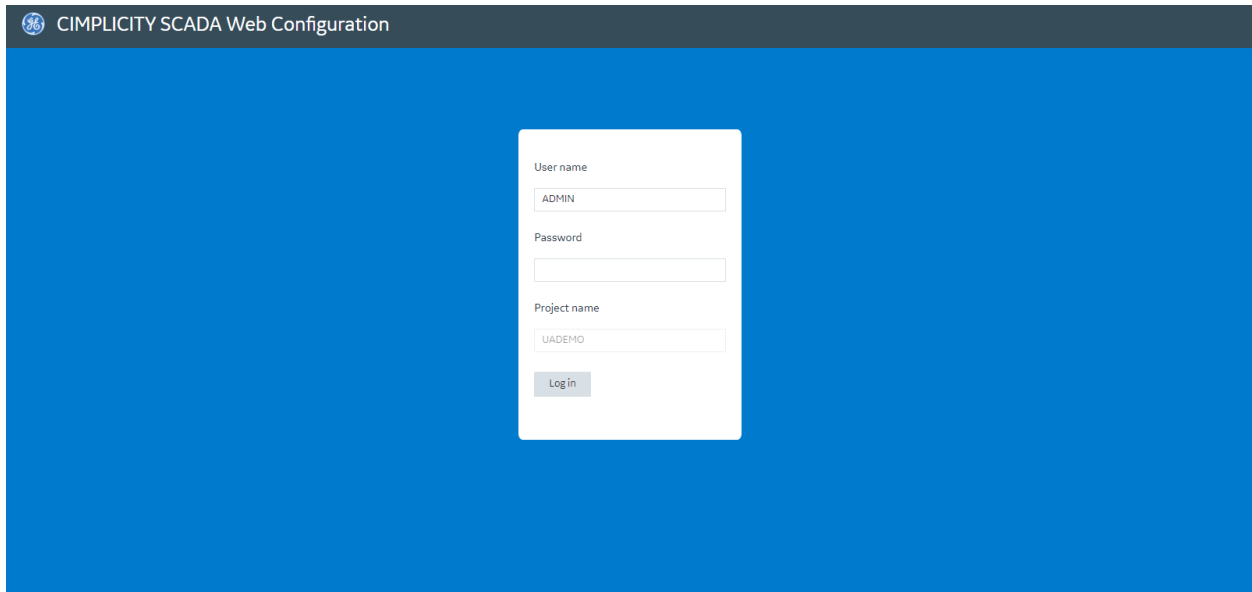 CIMPLICITY SCADA Web Configuration
User name
ADMIN
Password
Project name
UADEMO
Log in